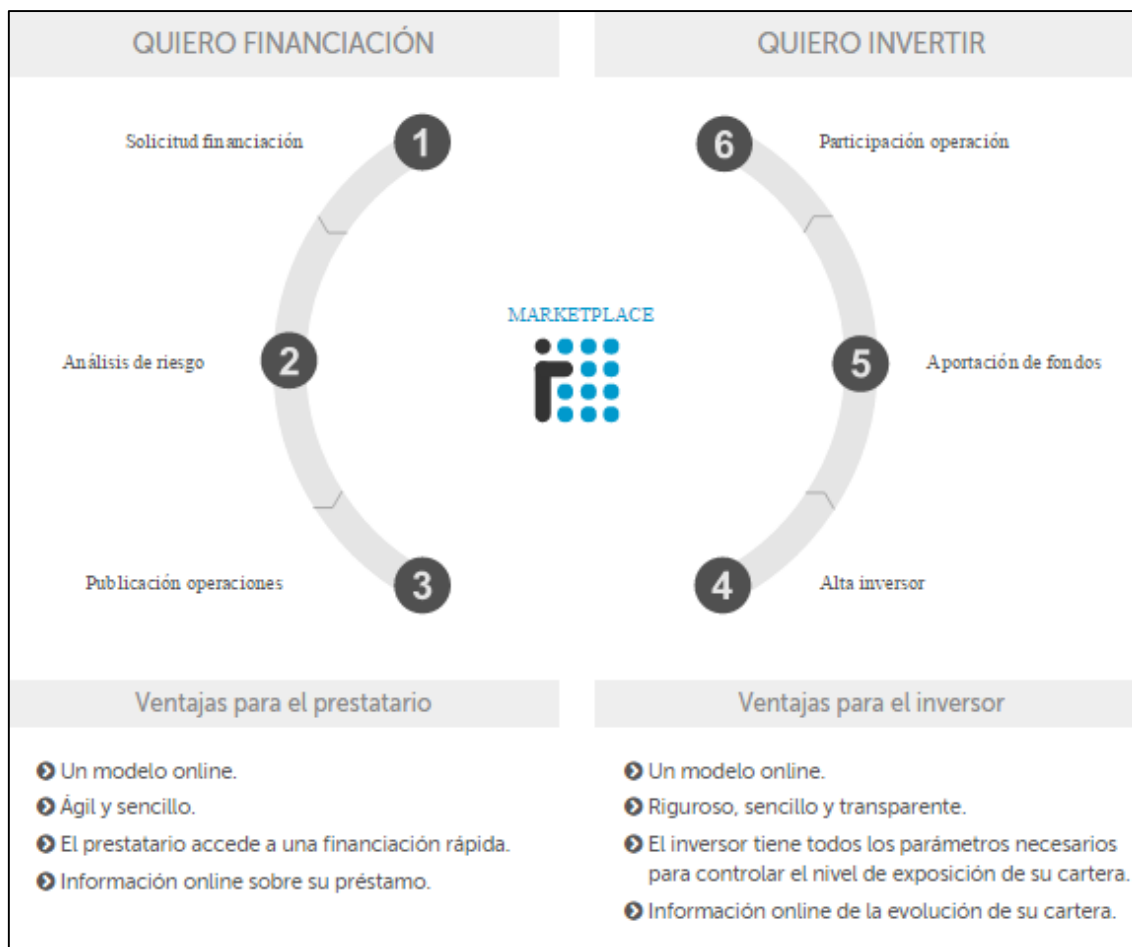 QUIERO FINANCIACIÓN
Solicitud financiación
1
Análisis de riesgo
2
Publicación operaciones
3
MARKETPLACE
QUIERO INVERTIR
6
Participación operación
5
Aportación de fondos
4
Alta inversor
Ventajas para el prestatario
Un modelo online.
Ágil y sencillo.
El prestatario accede a una financiación rápida.
Información online sobre su préstamo.
Ventajas para el inversor
Un modelo online.
Riguroso, sencillo y transparente.
El inversor tiene todos los parámetros necesarios
para controlar el nivel de exposición de su cartera.
Información online de la evolución de su cartera.